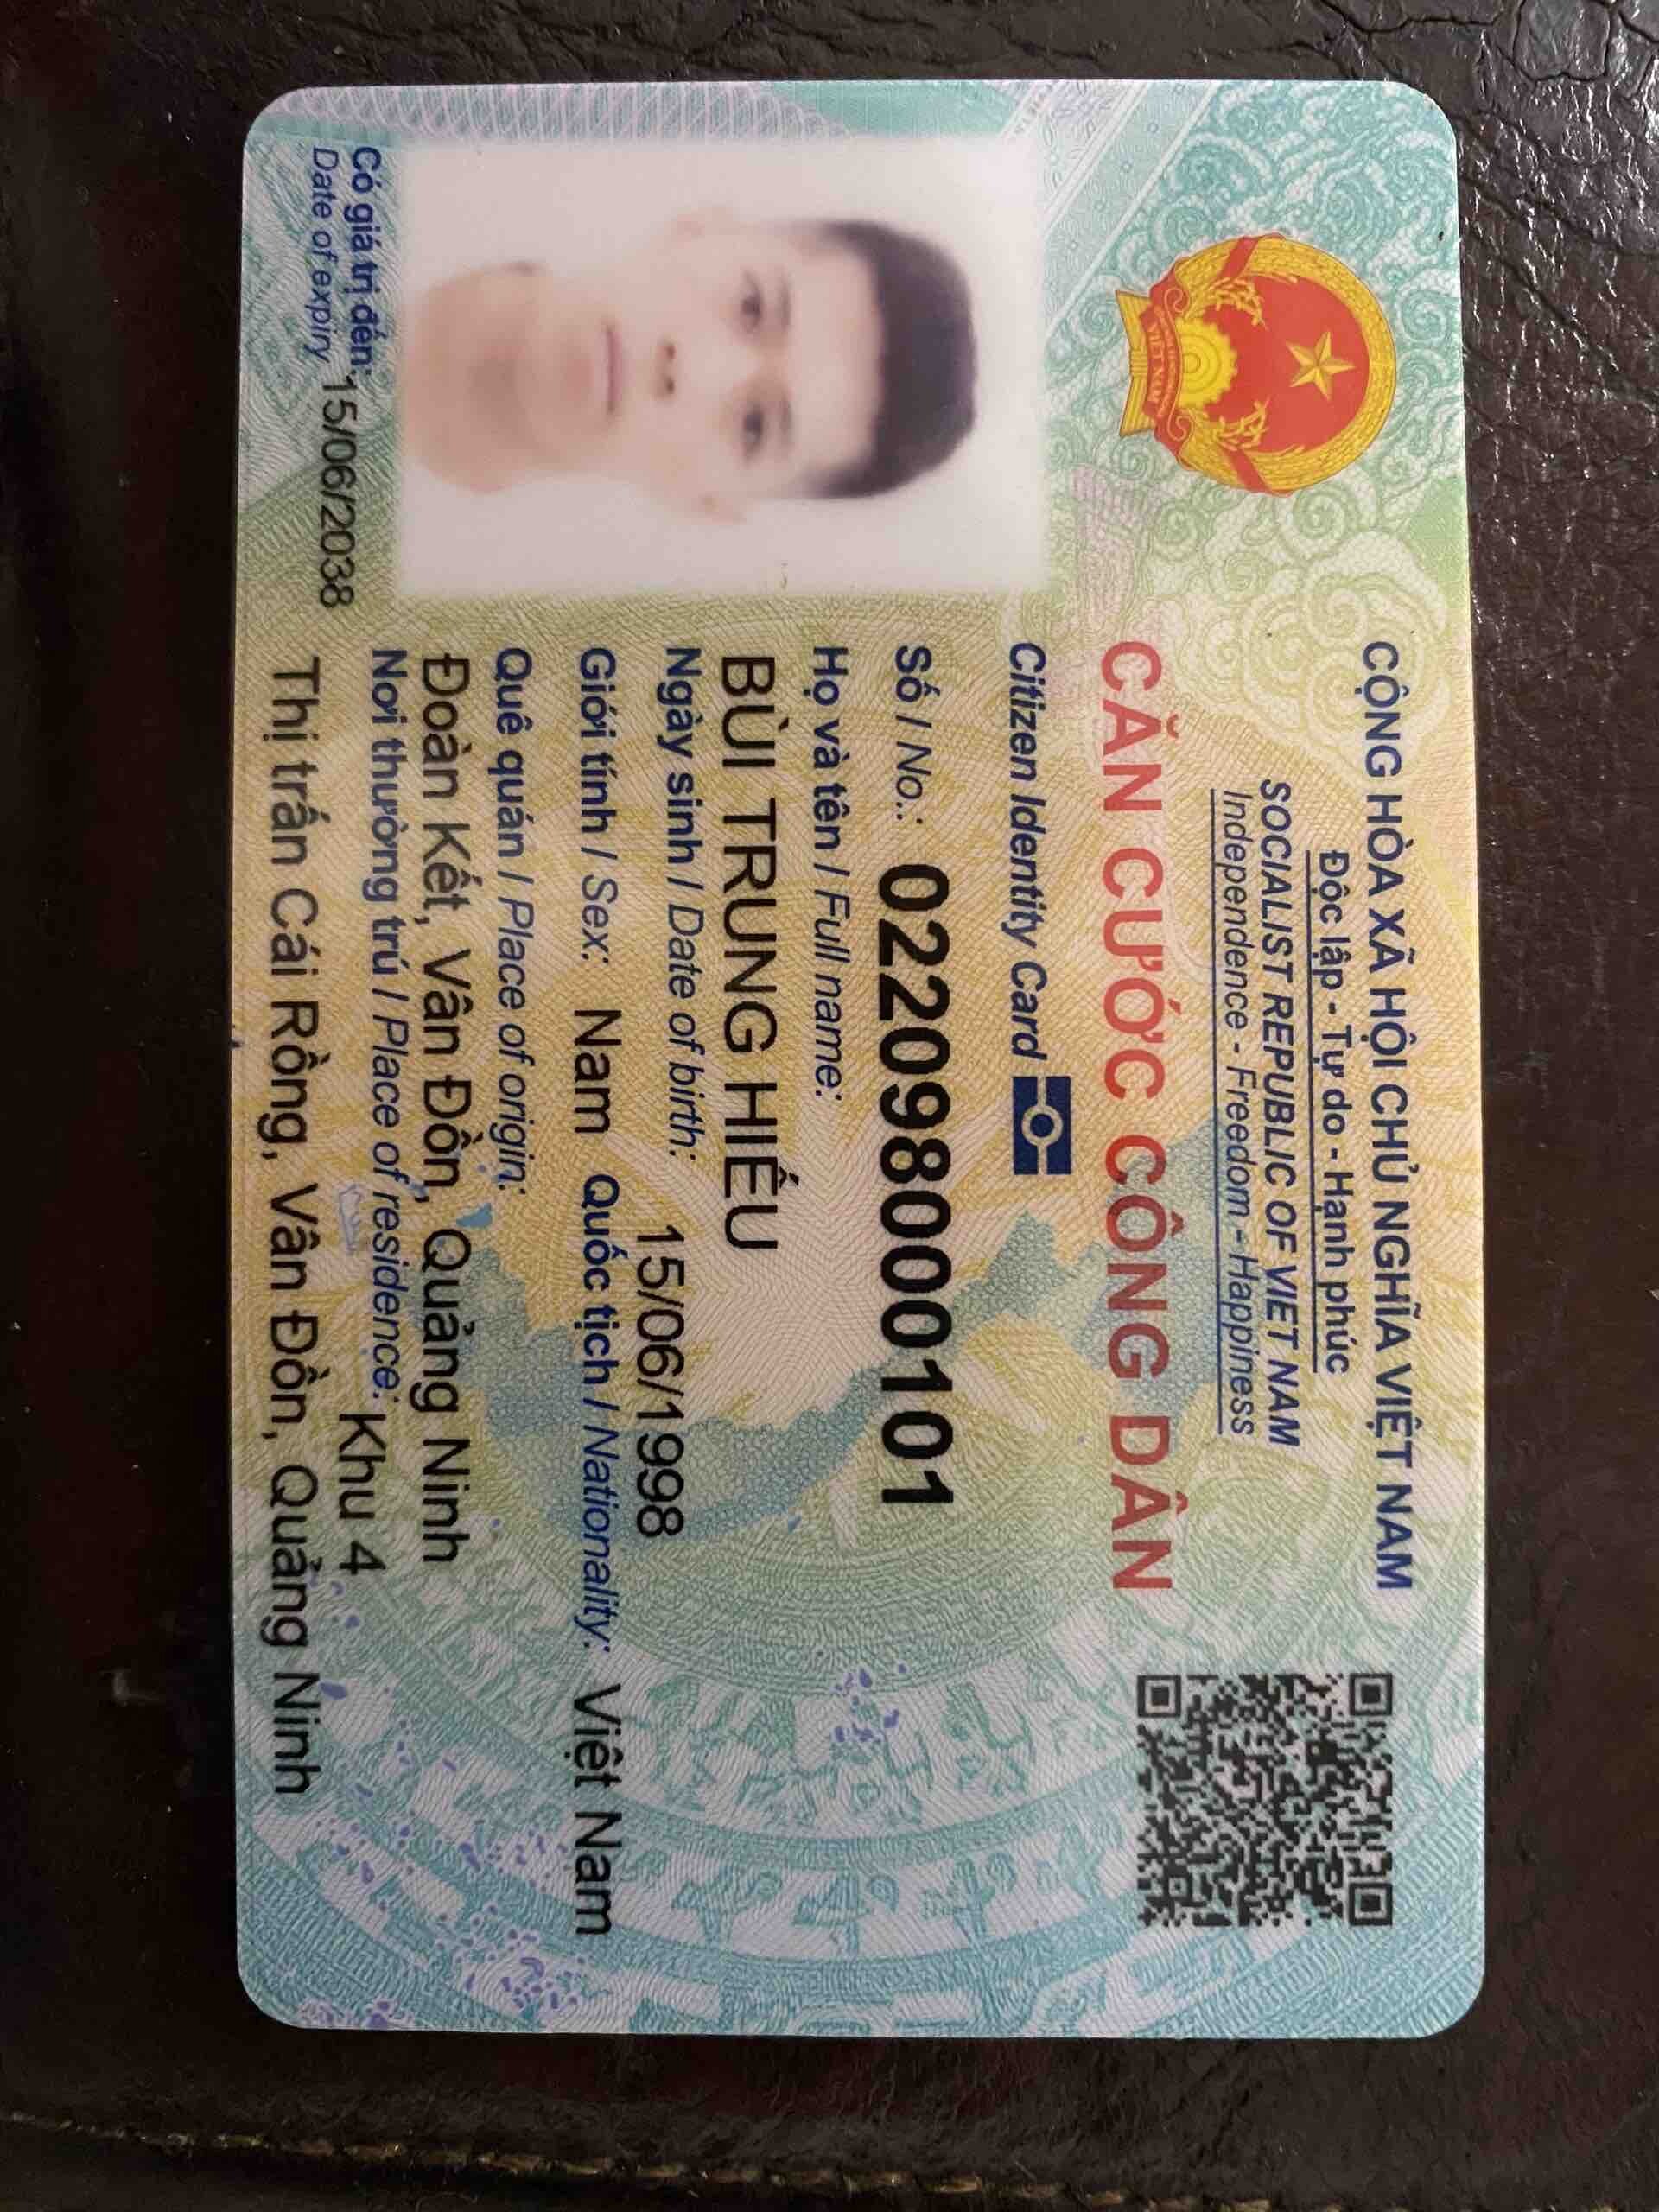 CỘNG HÒA XÃ HỘI CHỦ NGHĨA VIỆT NAM
Độc lập - Tự do - Hạnh phúc
SOCIALIST REPUBLIC OF VIET NAM
Independence - Freedom - Happiness
CĂN CƯỚC CÔNG DÂN
Citizen Identity Card
Số / No.: 022098000101
Họ và tên / Full name:
BÙI TRUNG HIẾU
Ngày sinh / Date of birth: 15/06/1998
Giới tính / Sex: Nam Quốc tịch / Nationality: Việt Nam
Quê quán / Place of origin:
Đoàn Kết, Vân Đồn, Quảng Ninh
Nơi thường trú / Place of residence: Khu 4
Thị trấn Cái Rồng, Vân Đồn, Quảng Ninh
Có giá trị đến: 15/06/2038
Date of expiry
VIỆT NAM